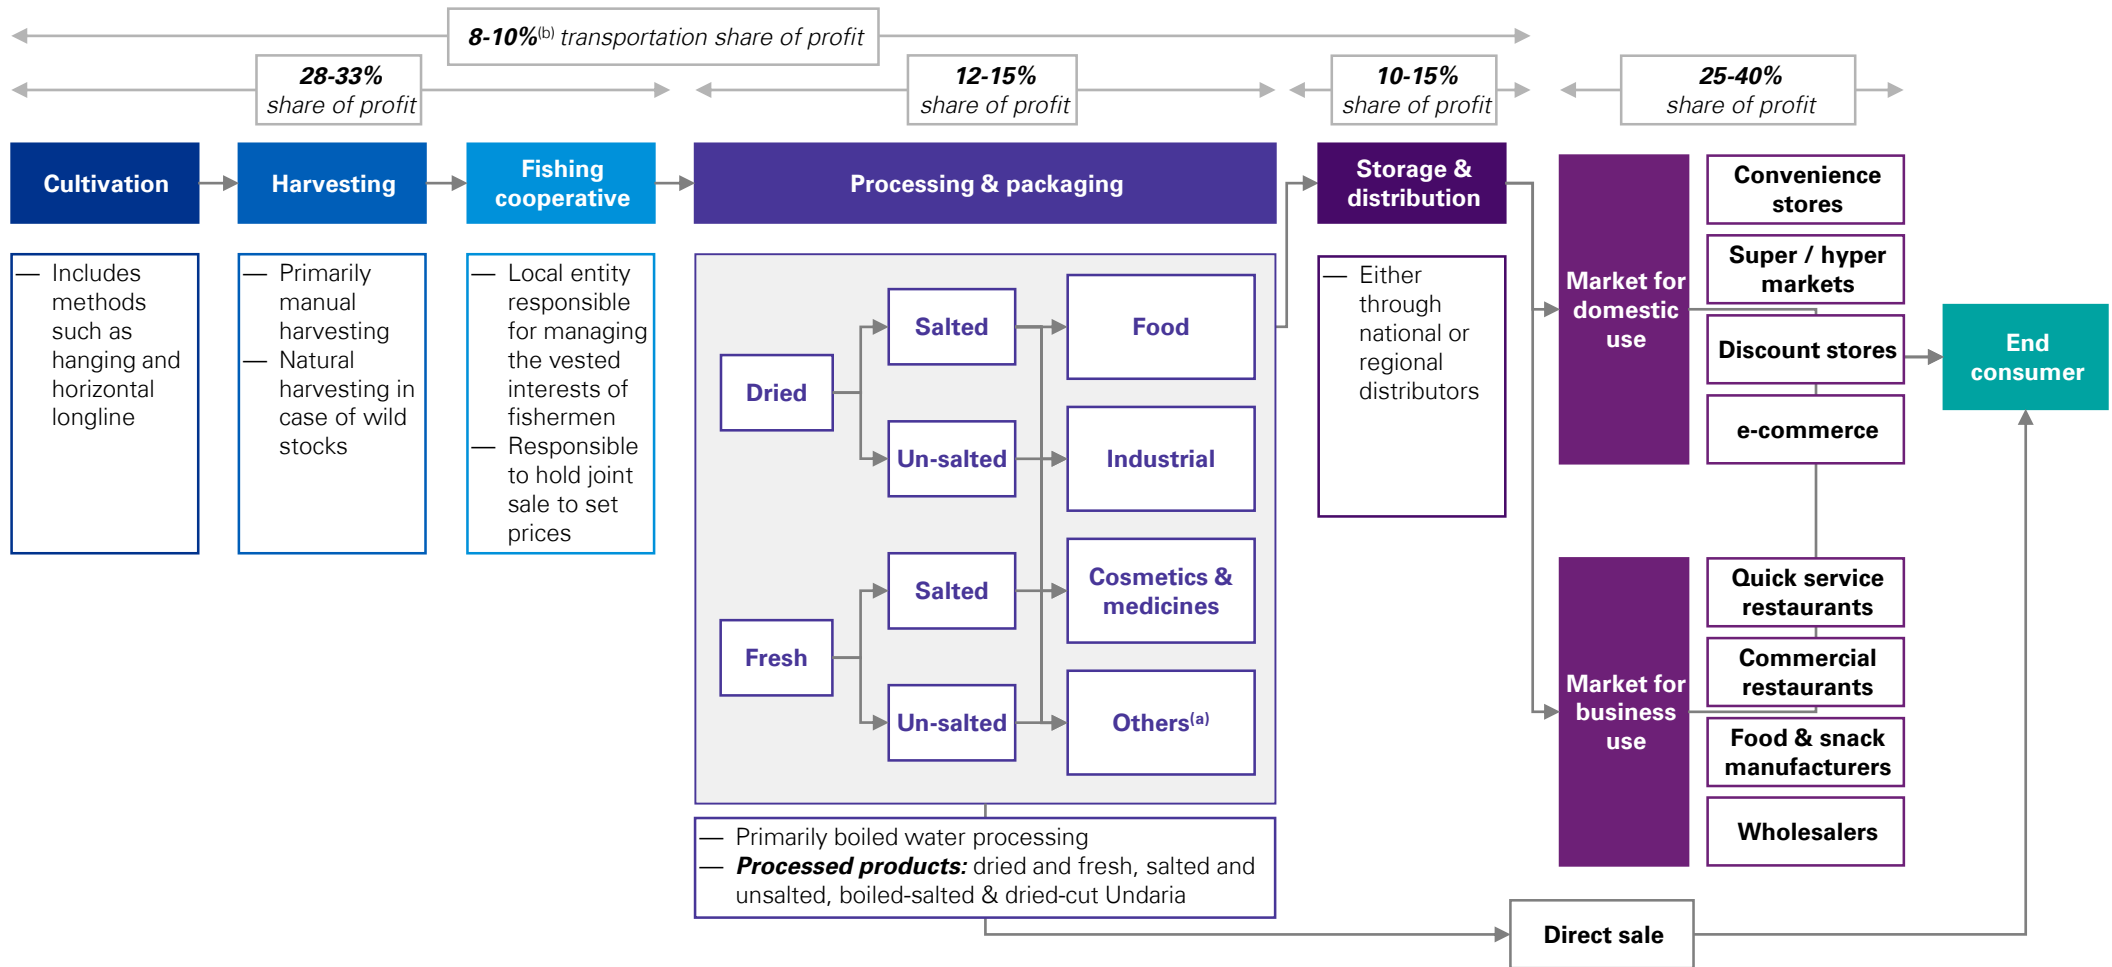 8-10%(b) transportation share of profit
28-33%
share of profit
12-15%
share of profit
10-15%
share of profit
25-40%
share of profit
Cultivation
Harvesting
Fishing
cooperative
Processing & packaging
Storage &
distribution
— Includes
methods
such as
hanging and
horizontal
longline
— Primarily
manual
harvesting
— Natural
harvesting in
case of wild
stocks
— Local entity
responsible
for managing
the vested
interests of
fishermen
— Responsible
to hold joint
sale to set
prices
Dried
Fresh
Salted
Un-salted
Salted
Un-salted
Food
Industrial
Cosmetics &
medicines
Others(a)
— Primarily boiled water processing
— Processed products: dried and fresh, salted and
unsalted, boiled-salted & dried-cut Undaria
— Either
through
national or
regional
distributors
Market for
domestic
use
Convenience
stores
Super / hyper
markets
Discount stores
e-commerce
Market for
business
use
Quick service
restaurants
Commercial
restaurants
Food & snack
manufacturers
Wholesalers
End
consumer
Direct sale